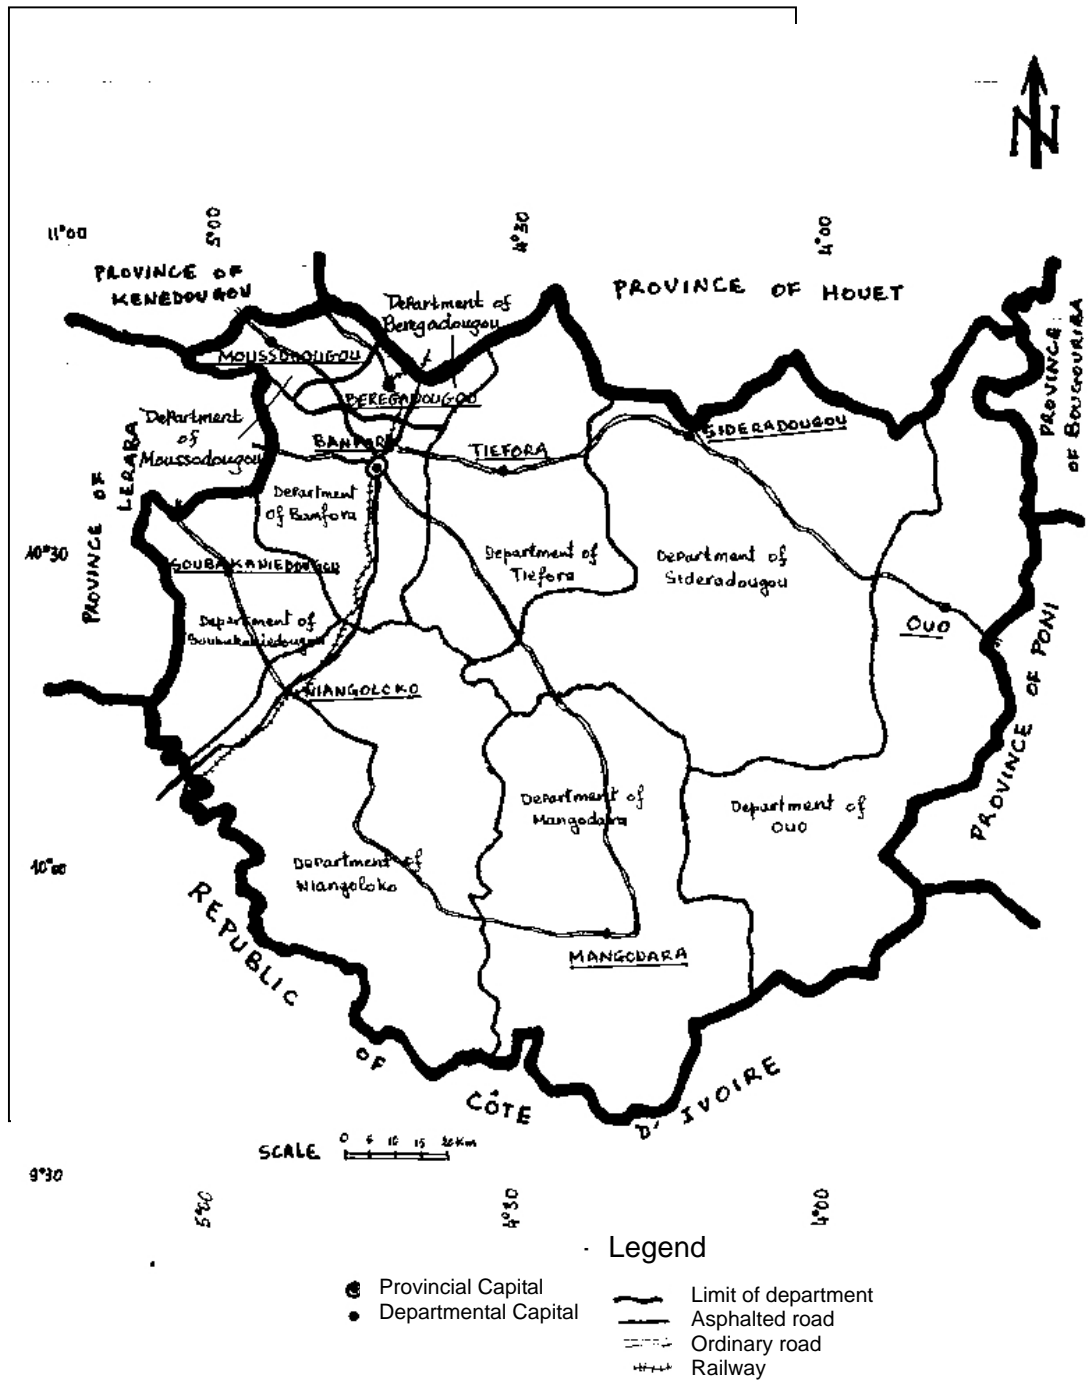 N
11°00
5°00
4°30
4°00
PROVINCE OF
KENEDOUGOU
Department of
Beregadougou
PROVINCE OF HOUET
PROVINCE
OF BOUGOURIBA
MOUSSODOUGOU
BEREGADOUGOU
Department
of
Moussodougou
BANFORA
TIEFORA
SIDERADOUGOU
PROVINCE OF
LERABA
Department
of Banfora
10°30
SOUBAKANIEDOUGOU
Department of
Tiefora
Department of
Sideradougou
Department of
Soubakaniedougou
OUO
NIANGOLOKO
PROVINCE OF PONI
Department of
Mangodara
Department of
OUO
10°00
Department of
Niangoloko
MANGODARA
REPUBLIC
OF
CÔTE
D'IVOIRE
SCALE 0 5 10 15 20Km
9°30
5°00
4°30
4°00
Legend
Provincial Capital
Departmental Capital
Limit of department
Asphalted road
Ordinary road
Railway